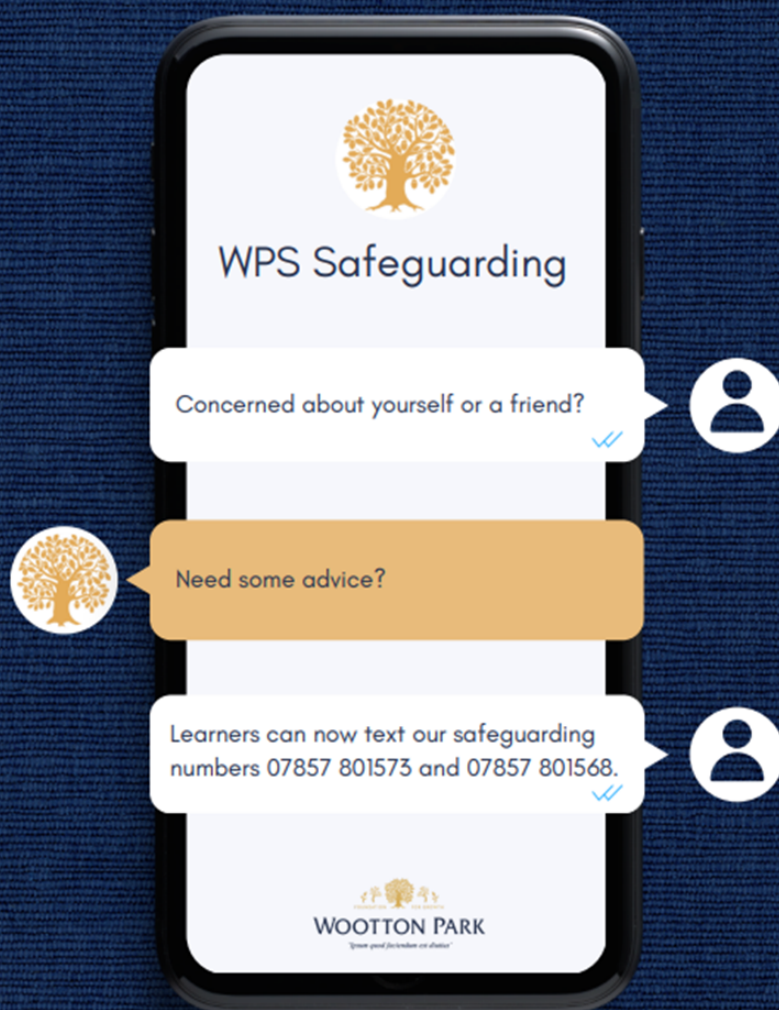 WPS Safeguarding
Concerned about yourself or a friend?
Need some advice?
Learners can now text our safeguarding
numbers 07857 801573 and 07857 801568.
WOOTTON PARK